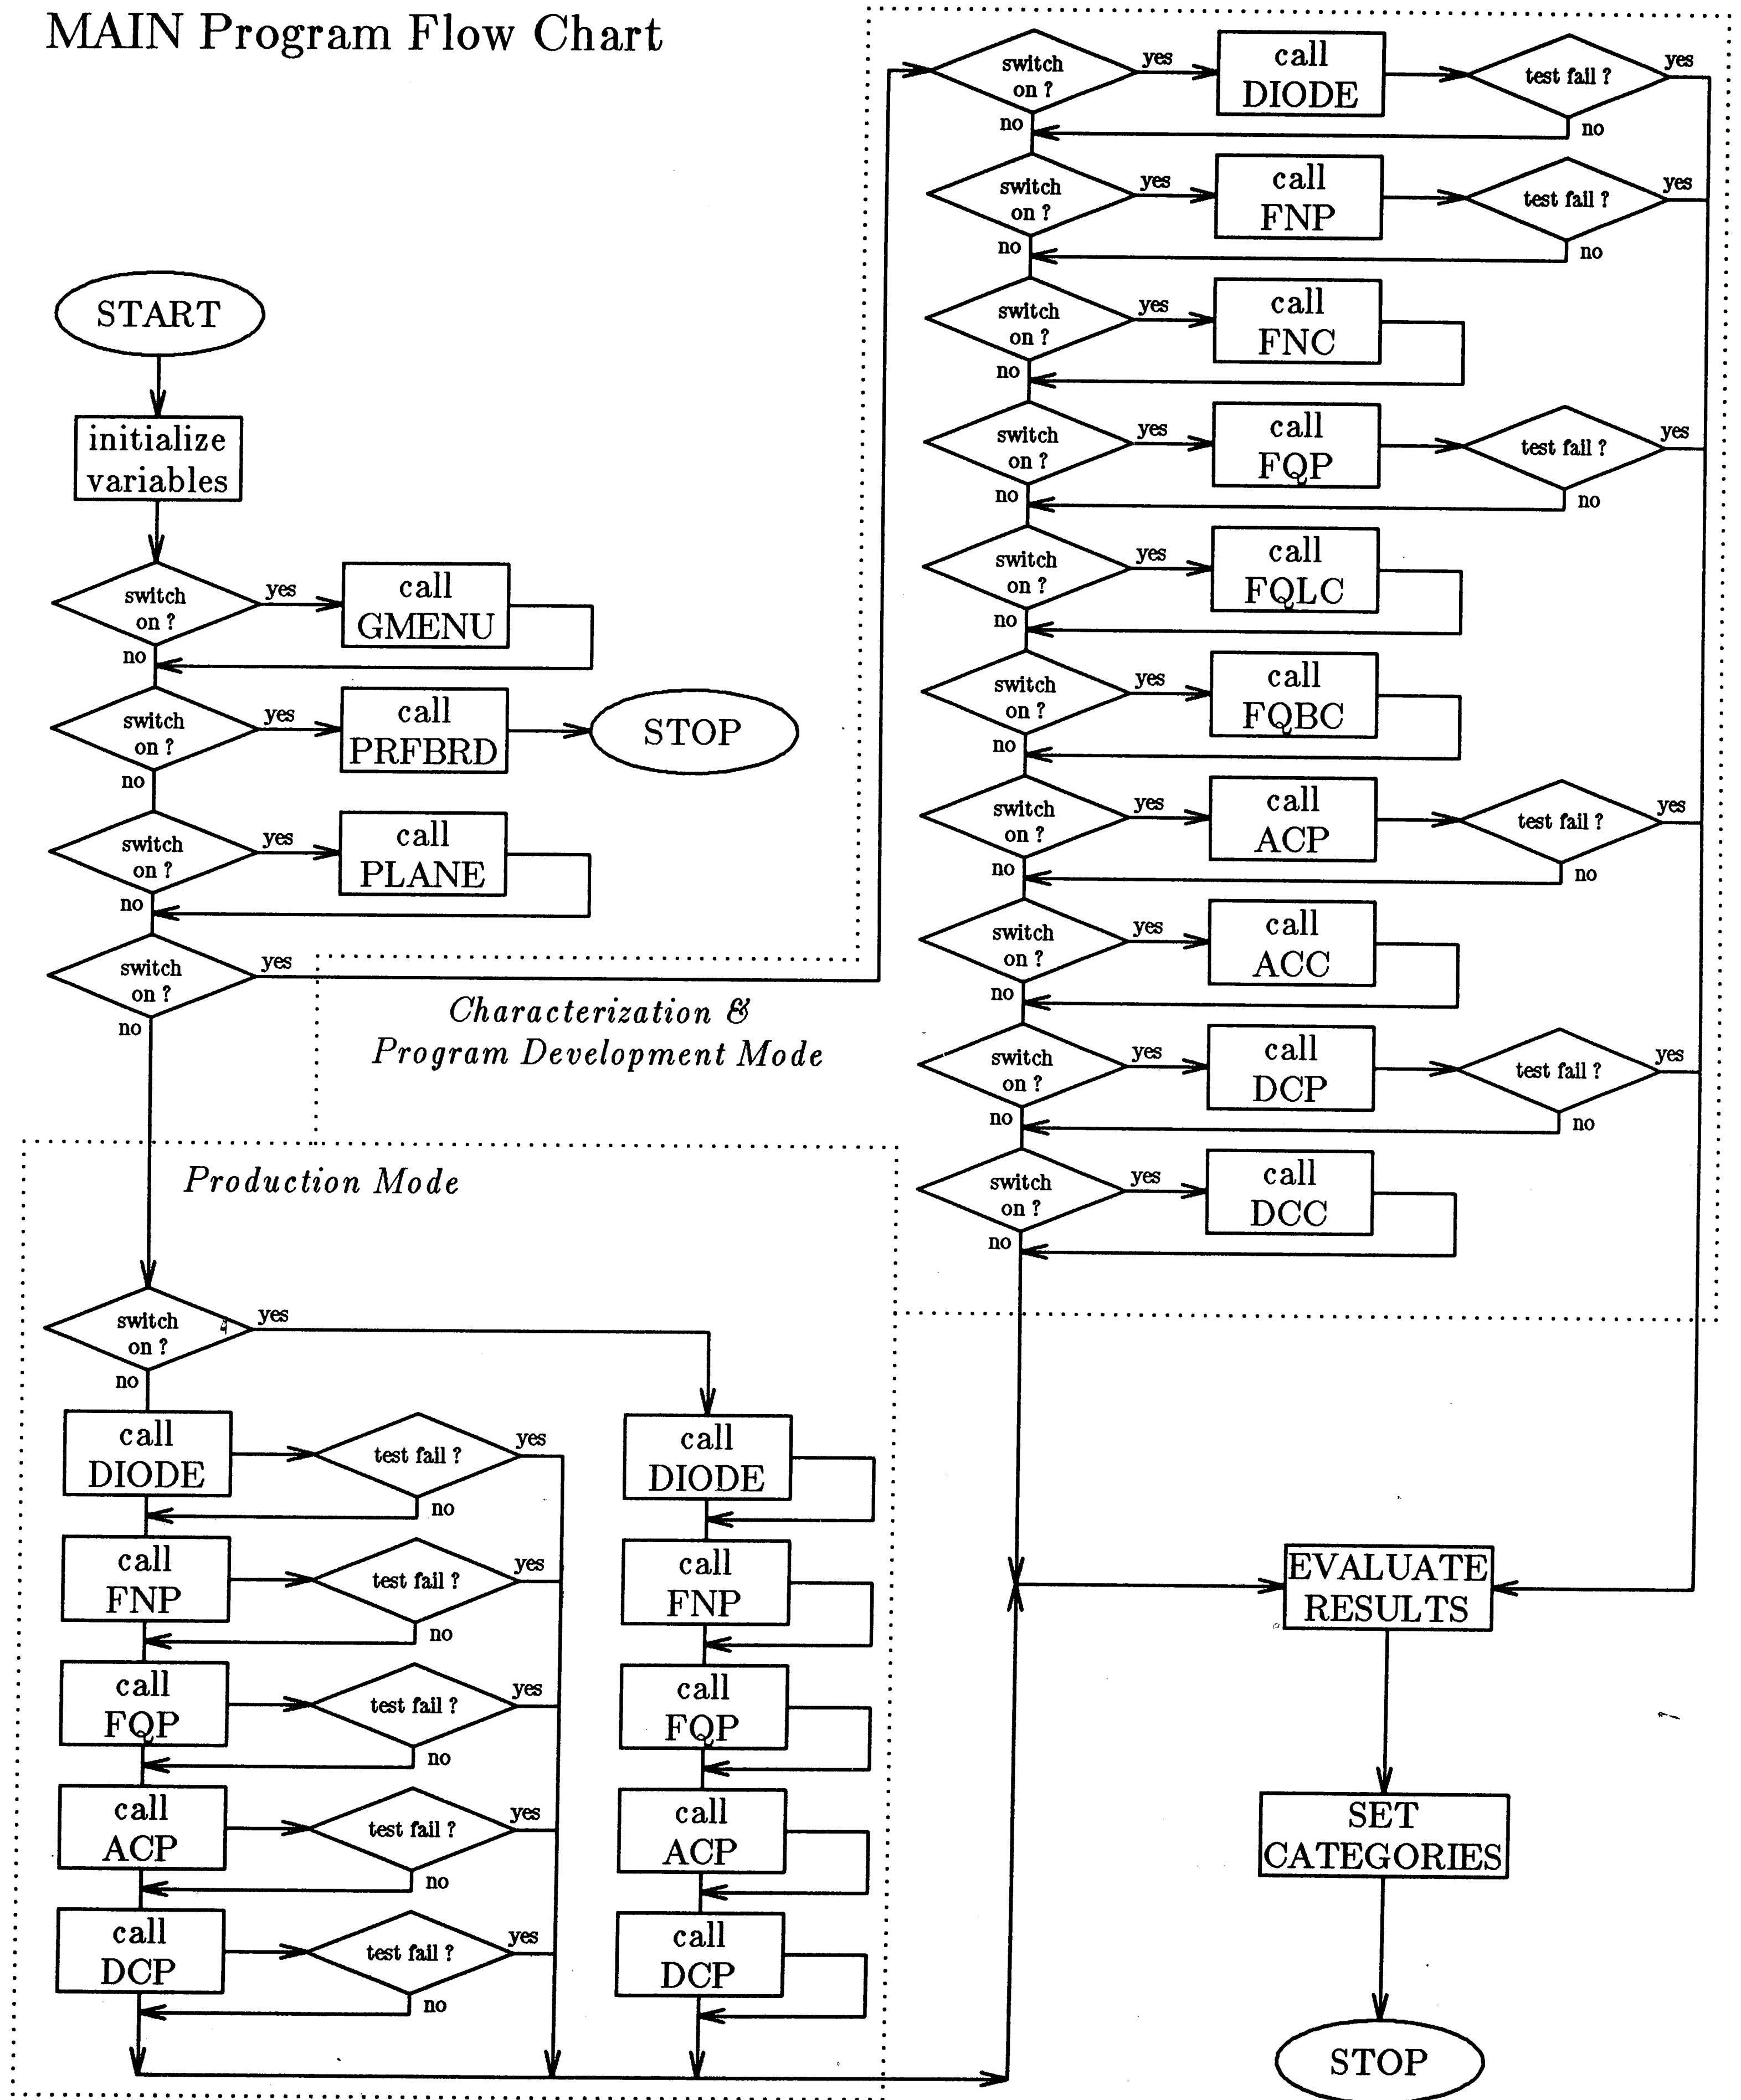 MAIN Program Flow Chart
START
initialize
variables
switch
on ?
yes
call
GMENU
no
switch
on ?
yes
call
PRFBRD
STOP
no
switch
on ?
yes
call
PLANE
no
switch
on ?
yes
no
Characterization &
Program Development Mode
switch
on ?
yes
call
DIODE
test fail ?
yes
no
no
switch
on ?
yes
call
FNP
test fail ?
yes
no
no
switch
on ?
yes
call
FNC
no
switch
on ?
yes
call
FQP
test fail ?
yes
no
no
switch
on ?
yes
call
FQLC
no
switch
on ?
yes
call
FQBC
no
switch
on ?
yes
call
ACP
test fail ?
yes
no
no
switch
on ?
yes
call
ACC
no
switch
on ?
yes
call
DCP
test fail ?
yes
no
no
switch
on ?
yes
call
DCC
no
Production Mode
switch
on ?
yes
no
call
DIODE
test fail ?
yes
no
call
FNP
test fail ?
yes
no
call
FQP
test fail ?
yes
no
call
ACP
test fail ?
yes
no
call
DCP
test fail ?
yes
no
call
DIODE
call
FNP
call
FQP
call
ACP
call
DCP
EVALUATE
RESULTS
SET
CATEGORIES
STOP